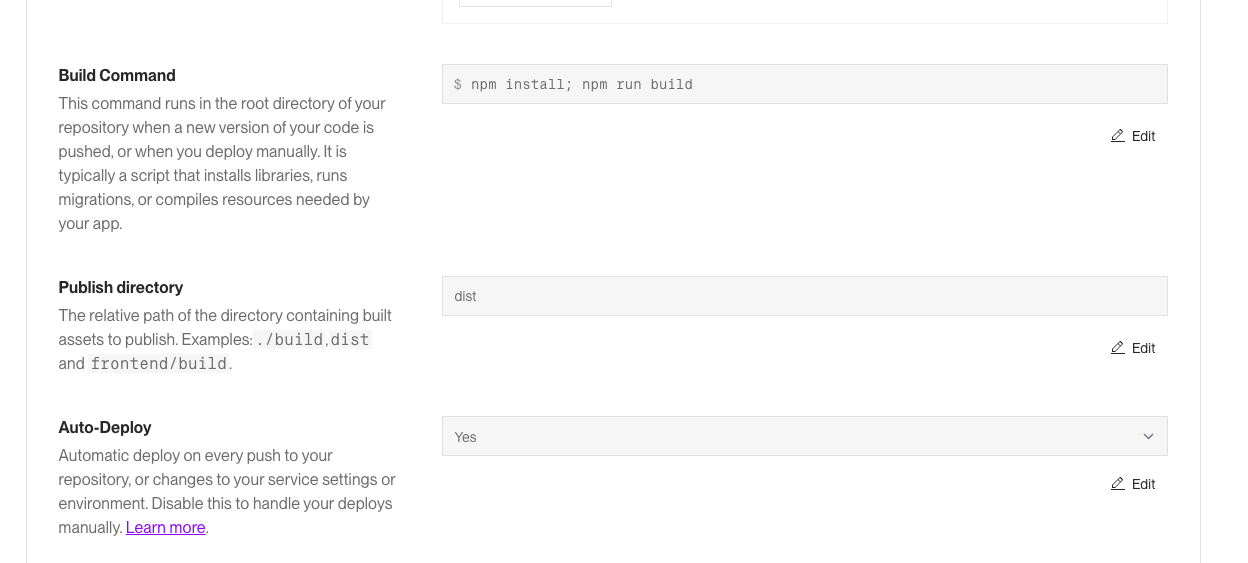 Build Command
$ npm install; npm run build
This command runs in the root directory of your
repository when a new version of your code is
pushed, or when you deploy manually. It is
typically a script that installs libraries, runs
migrations, or compiles resources needed by
your app.
Edit
Publish directory
dist
The relative path of the directory containing built
assets to publish. Examples: ./build,dist
and frontend/build.
Edit
Auto-Deploy
Yes
Automatic deploy on every push to your
repository, or changes to your service settings or
environment. Disable this to handle your deploys
manually. Learn more.
Edit